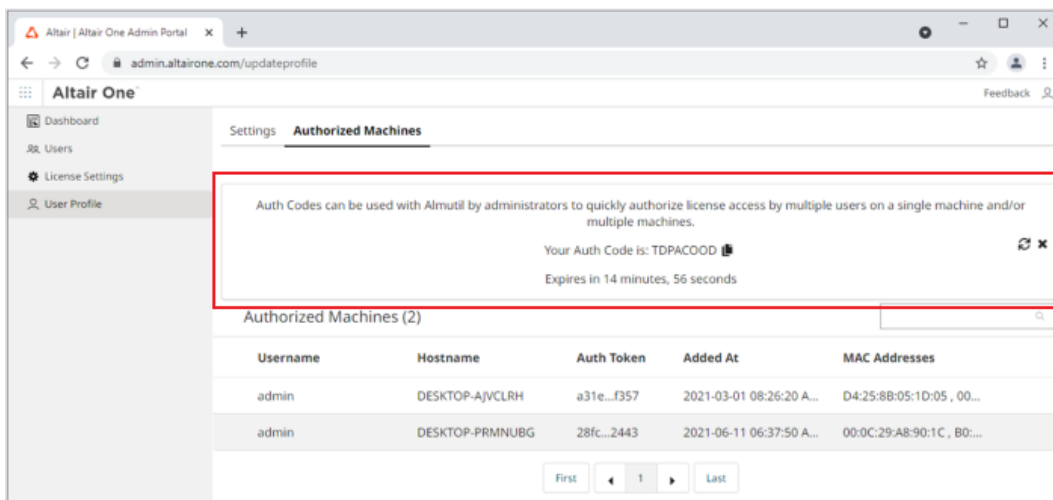 Altair | Altair One Admin Portal
admin.altairone.com/updateprofile
Altair One
Feedback
Dashboard
Users
License Settings
User Profile
Settings Authorized Machines
Auth Codes can be used with Almutil by administrators to quickly authorize license access by multiple users on a single machine and/or
multiple machines.
Your Auth Code is: TDPACOOD
Expires in 14 minutes, 56 seconds
Authorized Machines (2)
Username Hostname Auth Token Added At MAC Addresses
admin DESKTOP-AJVCLRH a31e...f357 2021-03-01 08:26:20 A... D4:25:8B:05:1D:05 , 00...
admin DESKTOP-PRMNUBG 28fc...2443 2021-06-11 06:37:50 A... 00:0C:29:A8:90:1C , B0:...
First 1 Last